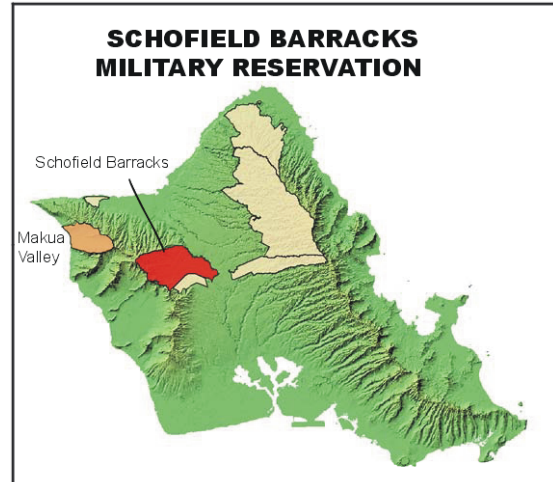 SCHOFIELD BARRACKS
MILITARY RESERVATION
Schofield Barracks
Makua
Valley